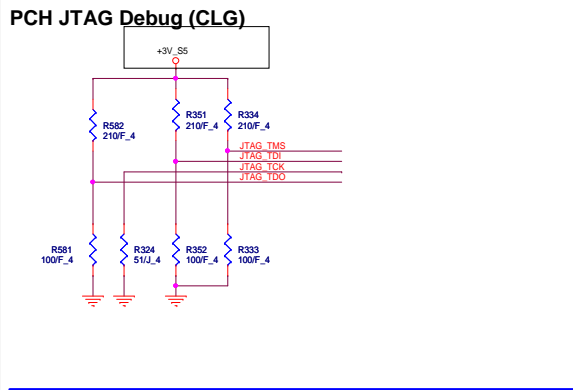 PCH JTAG Debug (CLG)
+3V_S5
R582
210/F_4
R351
210/F_4
R334
210/F_4
JTAG_TMS
JTAG_TDI
JTAG_TCK
JTAG_TDO
R581
100/F_4
R324
51/J_4
R352
100/F_4
R333
100/F_4